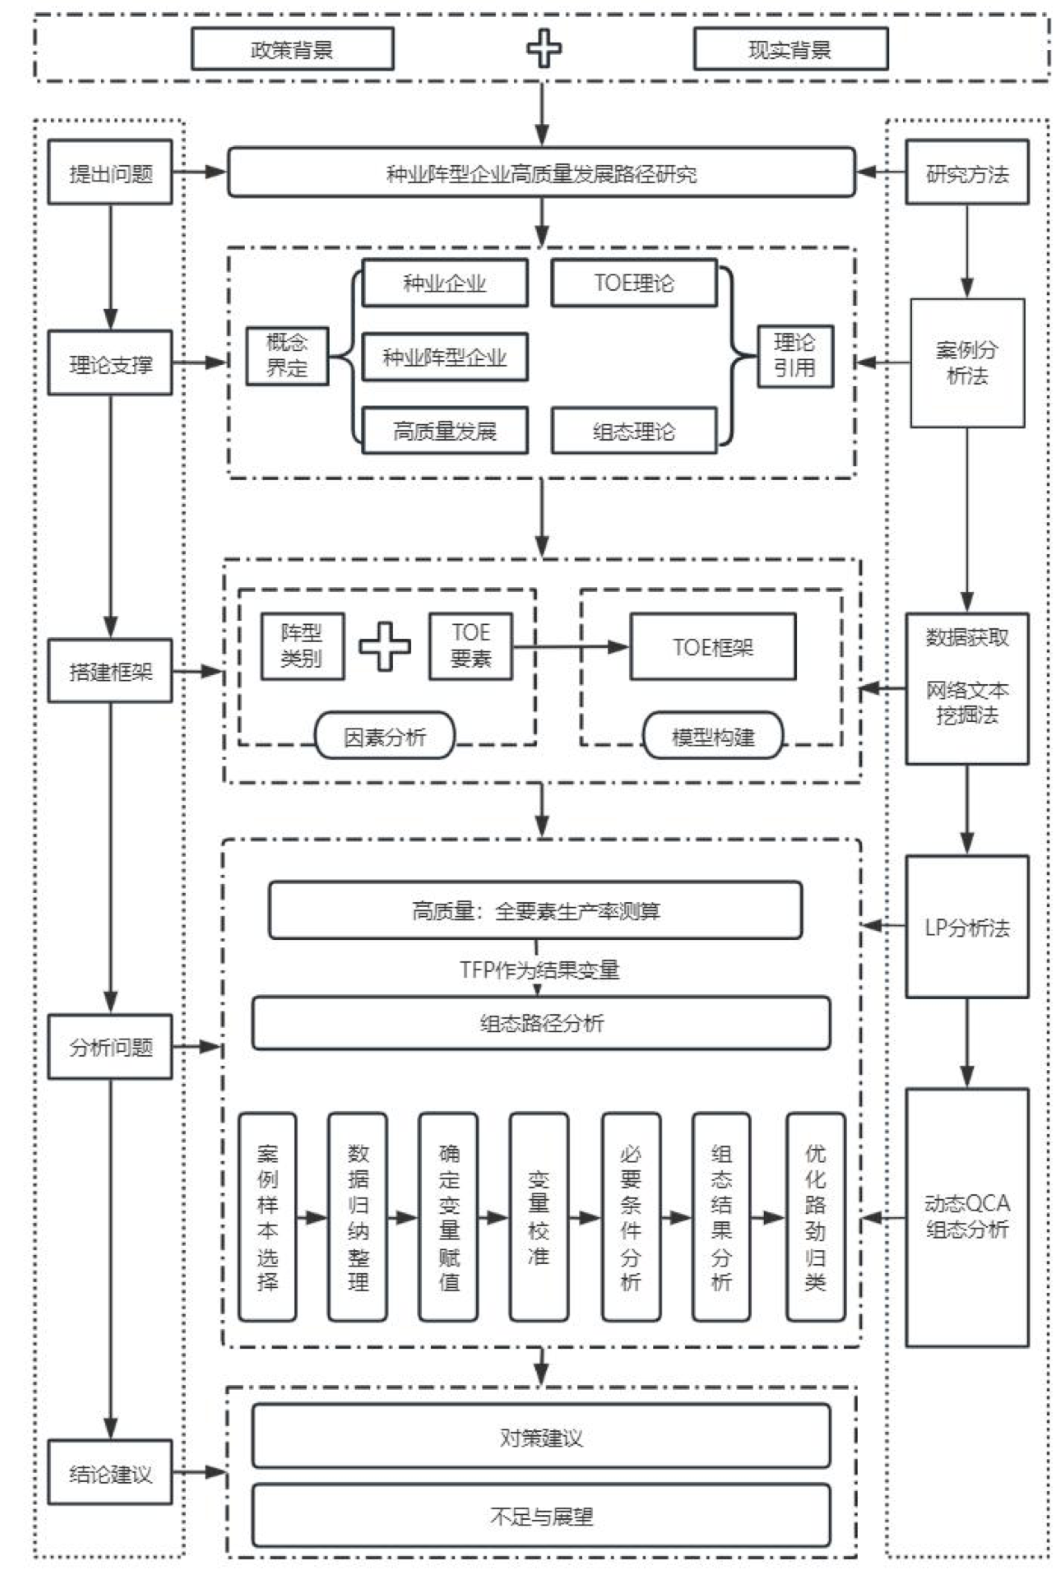 政策背景
现实背景
提出问题
种业阵型企业高质量发展路径研究
研究方法
种业企业
TOE理论
概念
界定
种业阵型企业
理论
引用
高质量发展
组态理论
理论支撑
案例分
析法
阵型
类别
TOE
要素
TOE框架
因素分析
模型构建
搭建框架
数据获取
网络文本
挖掘法
高质量：全要素生产率测算
TFP作为结果变量
组态路径分析
LP分析法
分析问题
案例样本选择
数据归纳整理
确定变量赋值
变量校准
必要条件分析
组态结果分析
优化路劲归类
动态QCA
组态分析
结论建议
对策建议
不足与展望